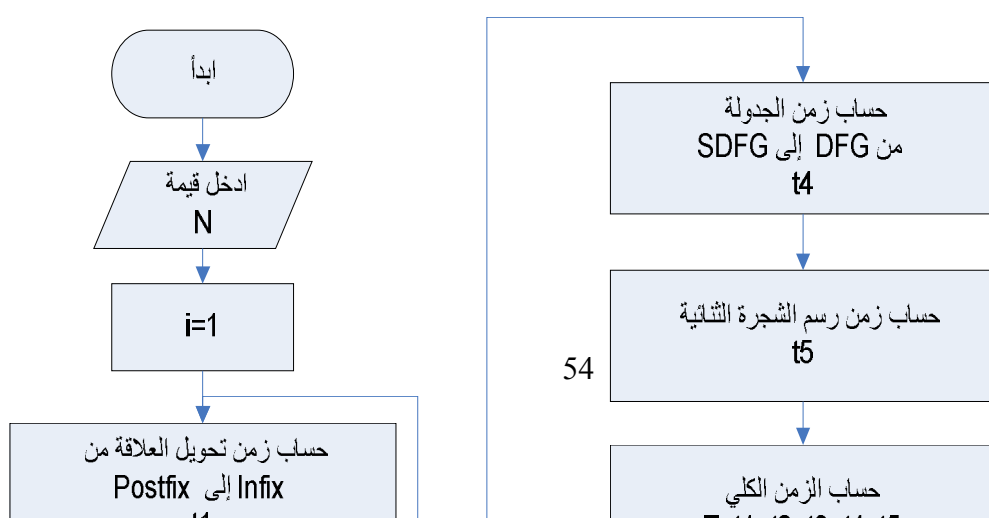 ابدأ
ادخل قيمة
N
i=1
حساب زمن تحويل العلاقة من
Infix إلى Postfix
حساب زمن الجدولة
من DFG إلى SDFG
t4
حساب زمن رسم الشجرة الثنائية
t5
54
حساب الزمن الكلي